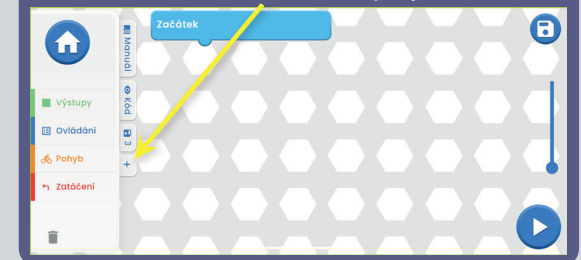 Začátek
Manuál
Kód
3
+
Výstupy
Ovládání
Pohyb
Zatáčení